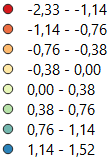 -2,33 - -1,14
-1,14 - -0,76
-0,76 - -0,38
-0,38 - 0,00
0,00 - 0,38
0,38 - 0,76
0,76 - 1,14
1,14 - 1,52